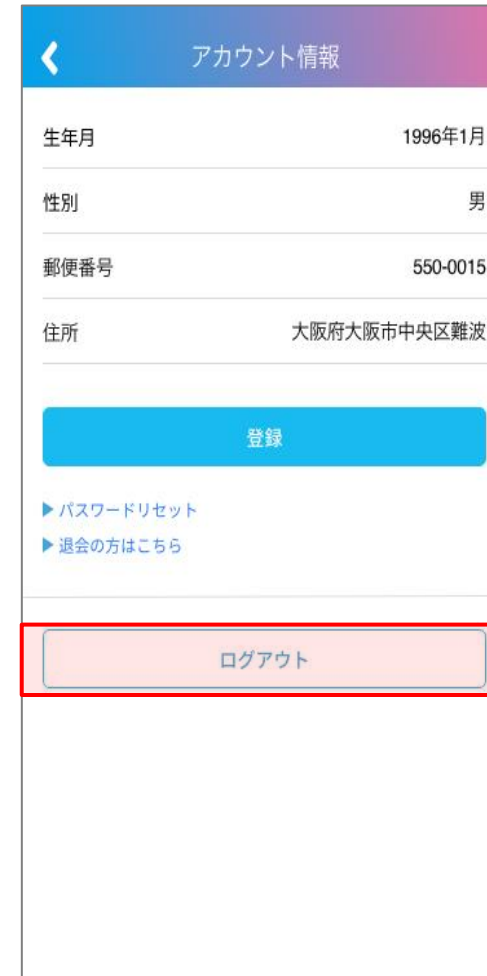 アカウント情報
生年月 1996年1月
性別 男
郵便番号 550-0015
住所 大阪府大阪市中央区難波
登録
パスワードリセット
退会の方はこちら
ログアウト